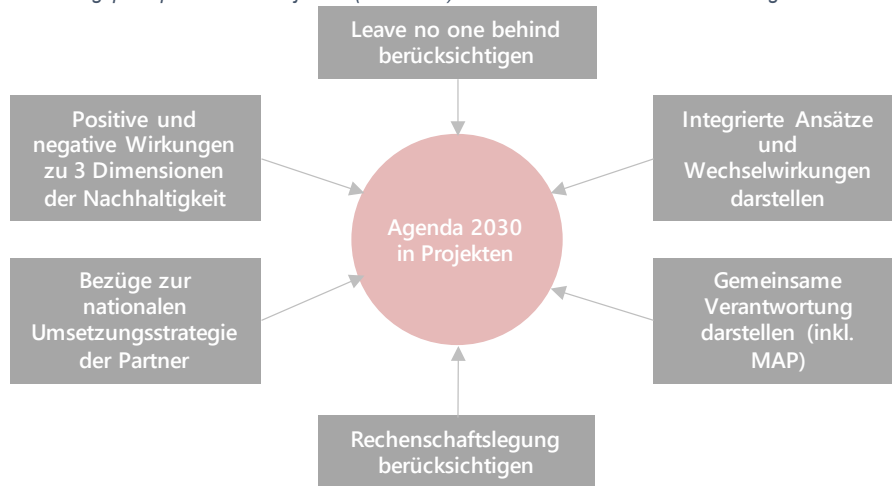 Leave no one behind
berücksichtigen
Positive und
negative Wirkungen
zu 3 Dimensionen
der Nachhaltigkeit
Integrierte Ansätze
und
Wechselwirkungen
darstellen
Agenda 2030
in Projekten
Bezüge zur
nationalen
Umsetzungsstrategie
der Partner
Gemeinsame
Verantwortung
darstellen (inkl.
MAP)
Rechenschaftslegung
berücksichtigen